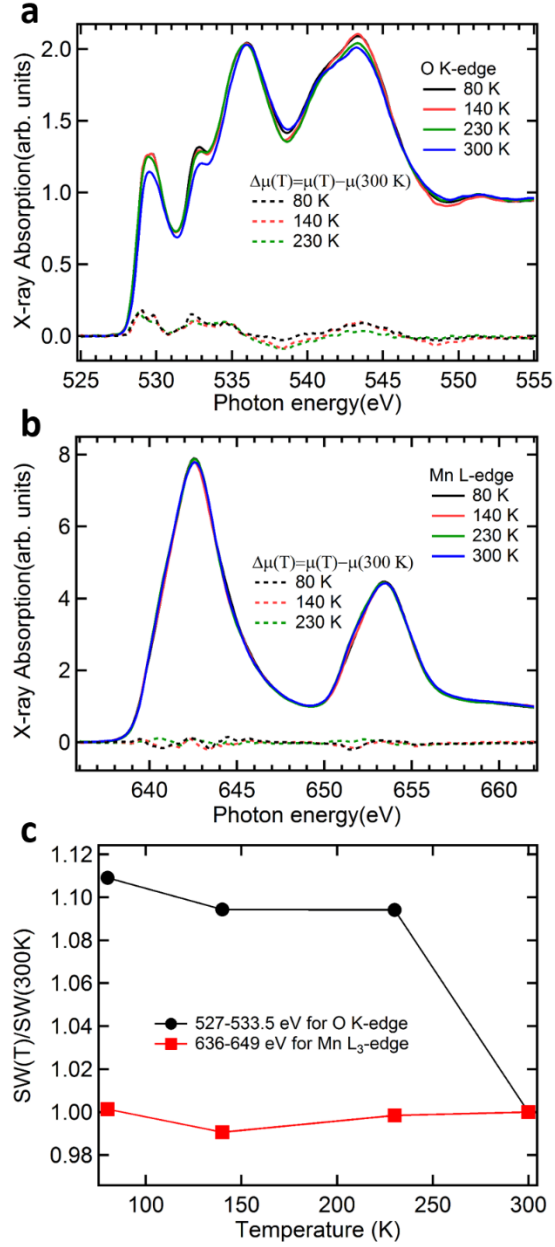 a
X-ray Absorption(arb. units)
2.0
1.5
1.0
0.5
0.0
O K-edge
80 K
140 K
230 K
300 K
Δμ(T)=μ(T)−μ(300 K)
80 K
140 K
230 K
525 530 535 540 545 550 555
Photon energy(eV)
b
X-ray Absorption (arb. units)
8
6
4
2
0
Mn L-edge
80 K
140 K
230 K
300 K
Δμ(T)=μ(T)−μ(300 K)
80 K
140 K
230 K
640 645 650 655 660
Photon energy(eV)
c
SW(T)/SW(300K)
1.12
1.10
1.08
1.06
1.04
1.02
1.00
0.98
527-533.5 eV for O K-edge
636-649 eV for Mn L₃-edge
100 150 200 250 300
Temperature (K)